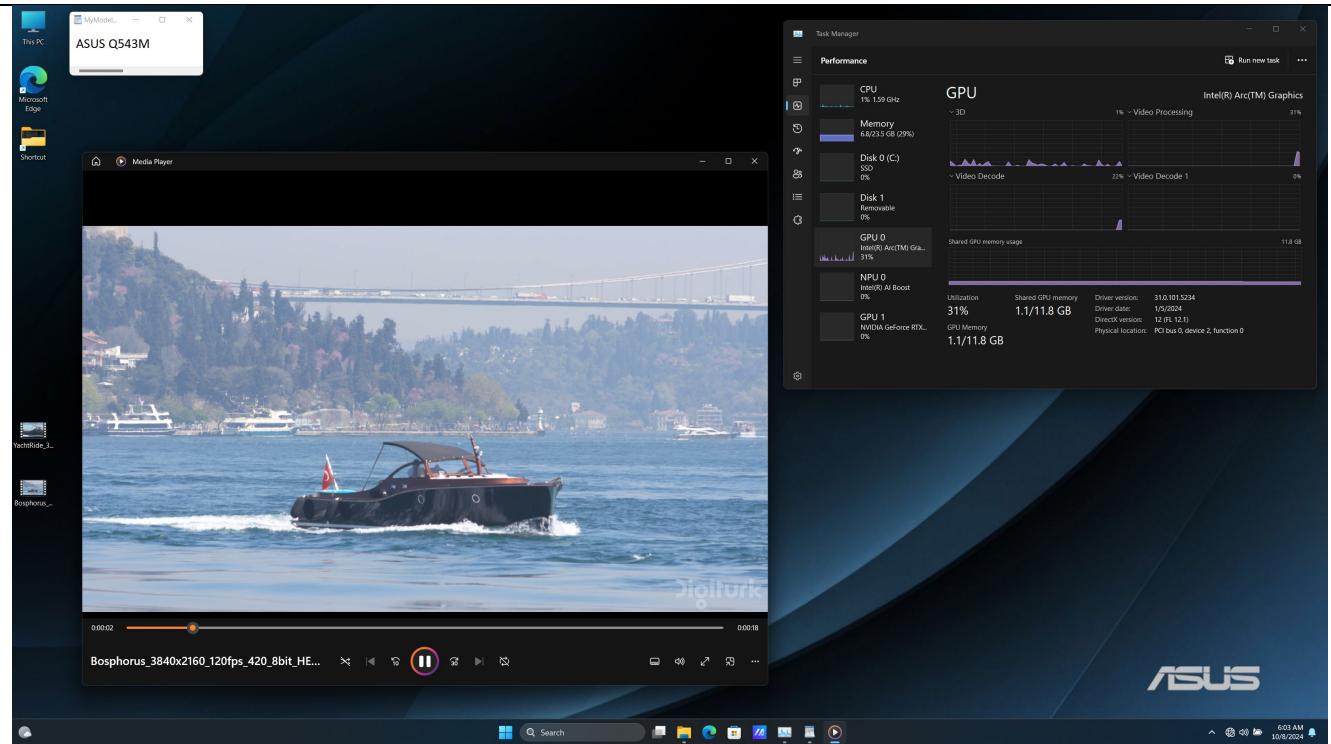 This PC
MyModel...
ASUS Q543M
Microsoft
Edge
Shortcut
YachtRide_3...
Bosphorus_...
Media Player
Digiturk
0:00:02
0:00:18
Bosphorus_3840x2160_120fps_420_8bit_HE...
10
30
Task Manager
Performance
Run new task
CPU
1% 1.59 GHz
Memory
6.8/23.5 GB (29%)
Disk 0 (C:)
SSD
0%
Disk 1
Removable
0%
GPU 0
Intel(R) Arc(TM) Gra...
31%
NPU 0
Intel(R) AI Boost
0%
GPU 1
NVIDIA GeForce RTX...
0%
GPU
Intel(R) Arc(TM) Graphics
3D 1%
Video Processing 31%
Video Decode 22%
Video Decode 1 0%
Shared GPU memory usage 11.8 GB
Utilization
31%
Shared GPU memory
1.1/11.8 GB
GPU Memory
1.1/11.8 GB
Driver version: 31.0.101.5234
Driver date: 1/5/2024
DirectX version: 12 (FL 12.1)
Physical location: PCI bus 0, device 2, function 0
ASUS
Search
6:03 AM
10/8/2024